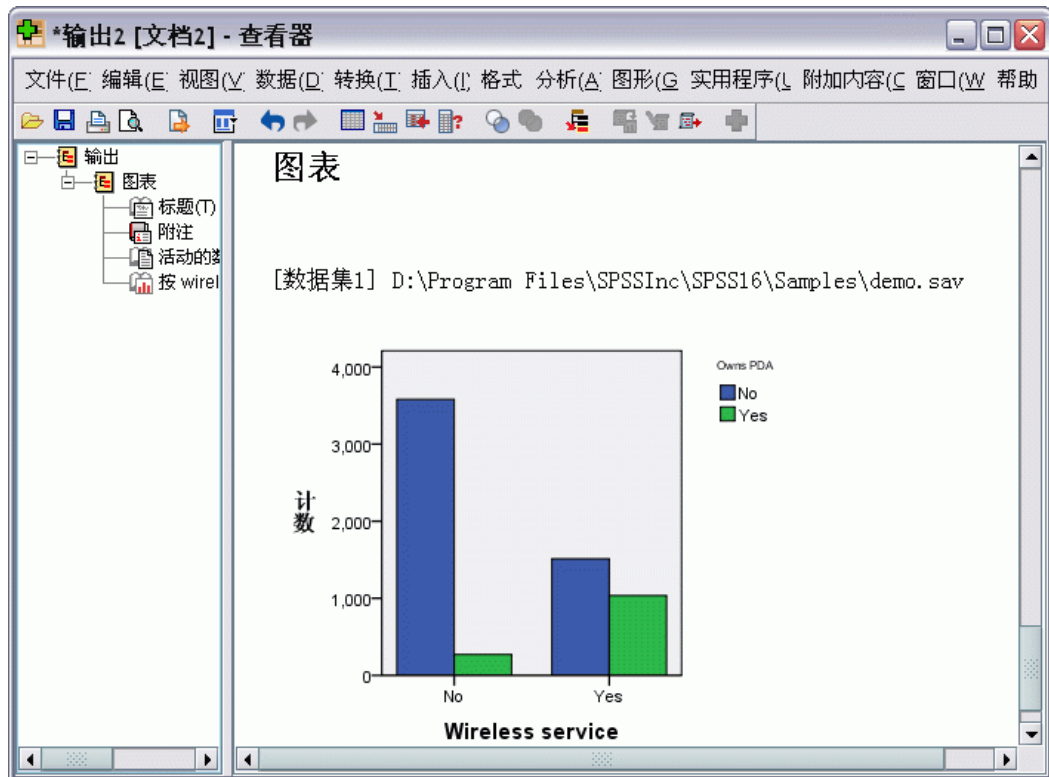 *输出2 [文档2] - 查看器
文件(F 编辑(E 视图(V 数据(D 转换(T 插入(I 格式 分析(A 图形(G 实用程序(U 附加内容(C 窗口(W 帮助
输出
图表
标题(T)
附注
活动的数
按 wirel
图表
[数据集1] D:\Program Files\SPSSInc\SPSS16\Samples\demo.sav
4,000
3,000
2,000
1,000
0
计数
No
Yes
Wireless service
Owns PDA
No
Yes